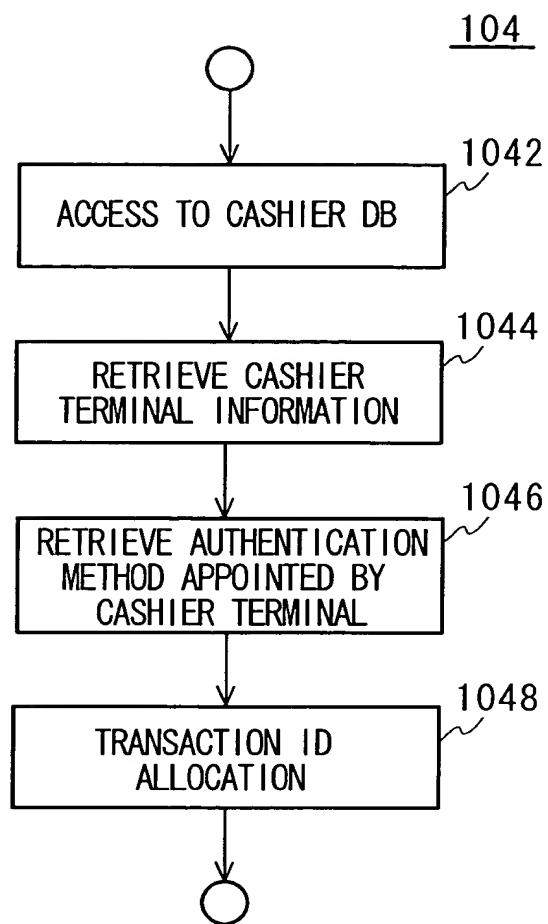 104
1042
ACCESS TO CASHIER DB
1044
RETRIEVE CASHIER
TERMINAL INFORMATION
1046
RETRIEVE AUTHENTICATION
METHOD APPOINTED BY
CASHIER TERMINAL
1048
TRANSACTION ID
ALLOCATION